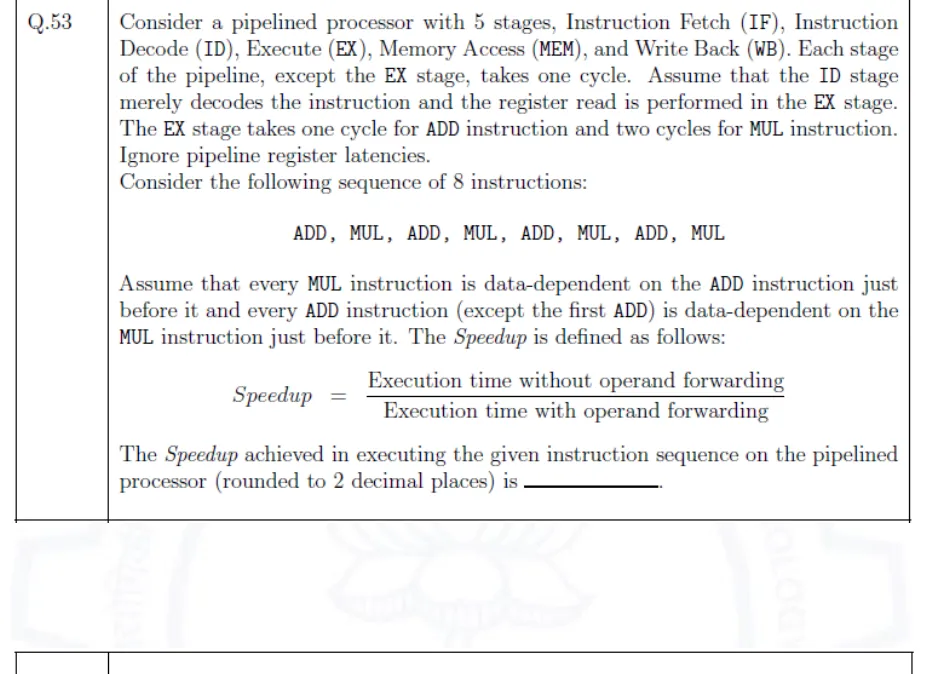 Q.53
Consider a pipelined processor with 5 stages, Instruction Fetch (IF), Instruction
Decode (ID), Execute (EX), Memory Access (MEM), and Write Back (WB). Each stage
of the pipeline, except the EX stage, takes one cycle. Assume that the ID stage
merely decodes the instruction and the register read is performed in the EX stage.
The EX stage takes one cycle for ADD instruction and two cycles for MUL instruction.
Ignore pipeline register latencies.
Consider the following sequence of 8 instructions:
ADD, MUL, ADD, MUL, ADD, MUL, ADD, MUL
Assume that every MUL instruction is data-dependent on the ADD instruction just
before it and every ADD instruction (except the first ADD) is data-dependent on the
MUL instruction just before it. The Speedup is defined as follows:
Speedup = Execution time without operand forwarding
Execution time with operand forwarding
The Speedup achieved in executing the given instruction sequence on the pipelined
processor (rounded to 2 decimal places) is ________.